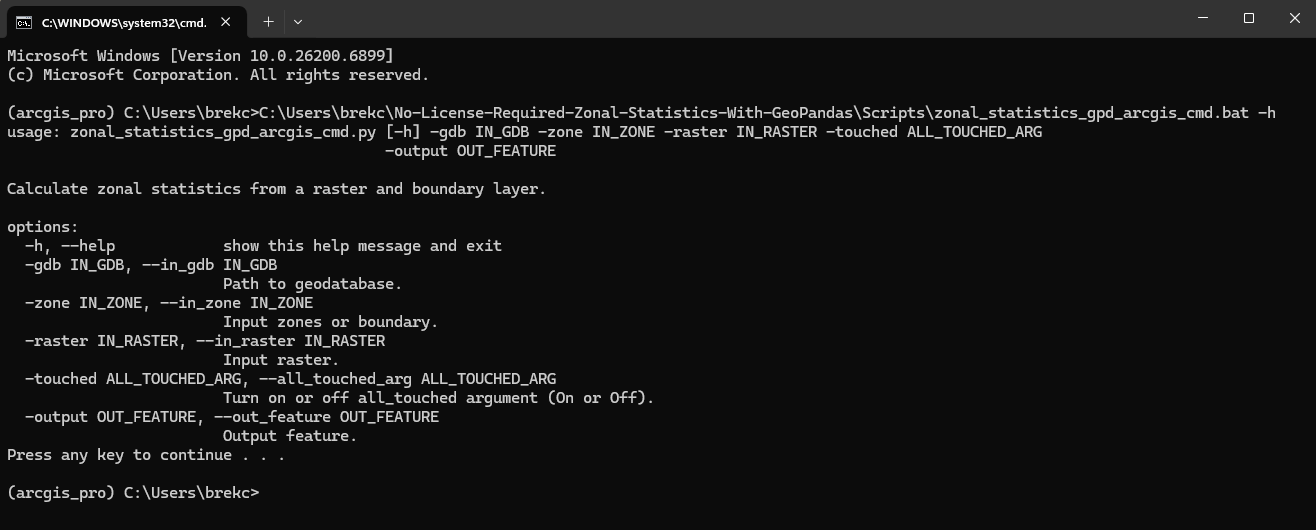 C:\WINDOWS\system32\cmd.
Microsoft Windows [Version 10.0.26200.6899]
(c) Microsoft Corporation. All rights reserved.
(arcgis_pro) C:\Users\brekc>C:\Users\brekc\No-License-Required-Zonal-Statistics-With-GeoPandas\Scripts\zonal_statistics_gpd_arcgis_cmd.bat -h
usage: zonal_statistics_gpd_arcgis_cmd.py [-h] -gdb IN_GDB -zone IN_ZONE -raster IN_RASTER -touched ALL_TOUCHED_ARG
-output OUT_FEATURE
Calculate zonal statistics from a raster and boundary layer.
options:
-h, --help show this help message and exit
-gdb IN_GDB, --in_gdb IN_GDB
Path to geodatabase.
-zone IN_ZONE, --in_zone IN_ZONE
Input zones or boundary.
-raster IN_RASTER, --in_raster IN_RASTER
Input raster.
-touched ALL_TOUCHED_ARG, --all_touched_arg ALL_TOUCHED_ARG
Turn on or off all_touched argument (On or Off).
-output OUT_FEATURE, --out_feature OUT_FEATURE
Output feature.
Press any key to continue . . .
(arcgis_pro) C:\Users\brekc>